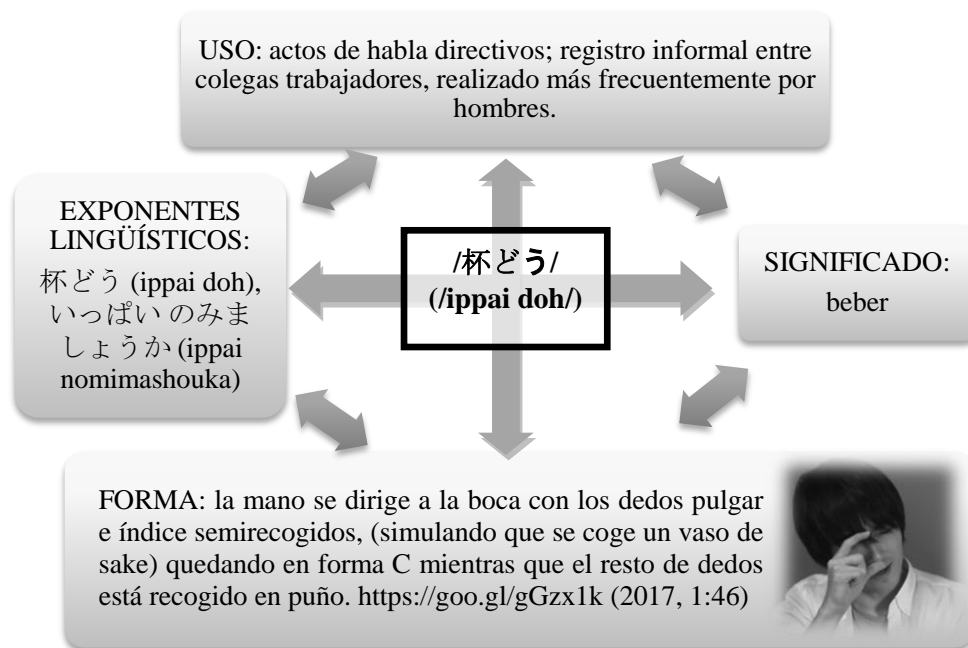 USO: actos de habla directivos; registro informal entre
colegas trabajadores, realizado más frecuentemente por
hombres.
EXPONENTES
LINGÜÍSTICOS:
杯どう (ippai doh),
いっぱい のみま
しょうか (ippai
nomimashouka)
/杯どう/
(/ippai doh/)
SIGNIFICADO:
beber
FORMA: la mano se dirige a la boca con los dedos pulgar
e índice semirecogidos, (simulando que se coge un vaso de
sake) quedando en forma C mientras que el resto de dedos
está recogido en puño. https://goo.gl/gGzx1k (2017, 1:46)